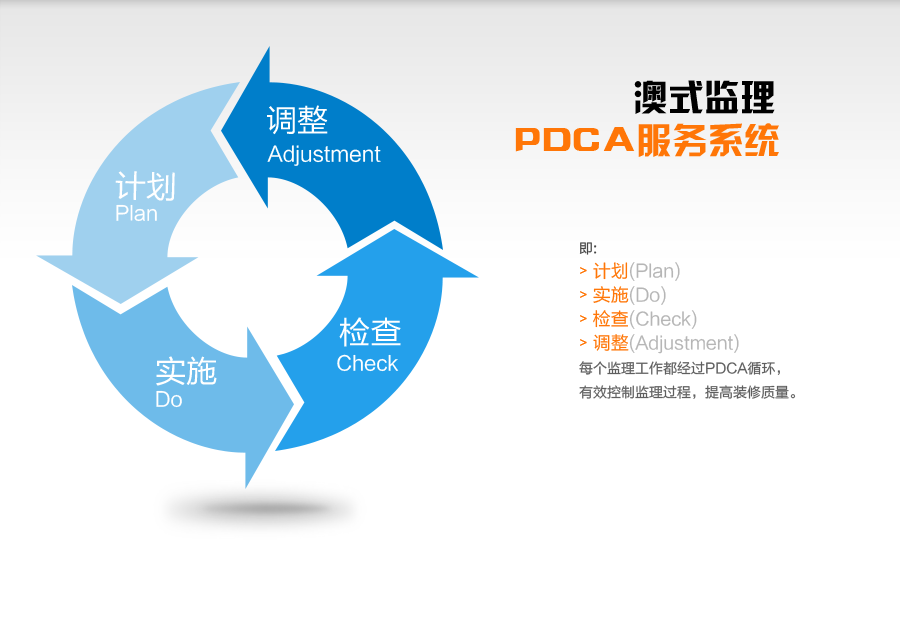 调整
Adjustment
计划
Plan
实施
Do
检查
Check
澳式监理
PDCA服务系统
即:
> 计划(Plan)
> 实施(Do)
> 检查(Check)
> 调整(Adjustment)
每个监理工作都经过PDCA循环，
有效控制监理过程，提高装修质量。